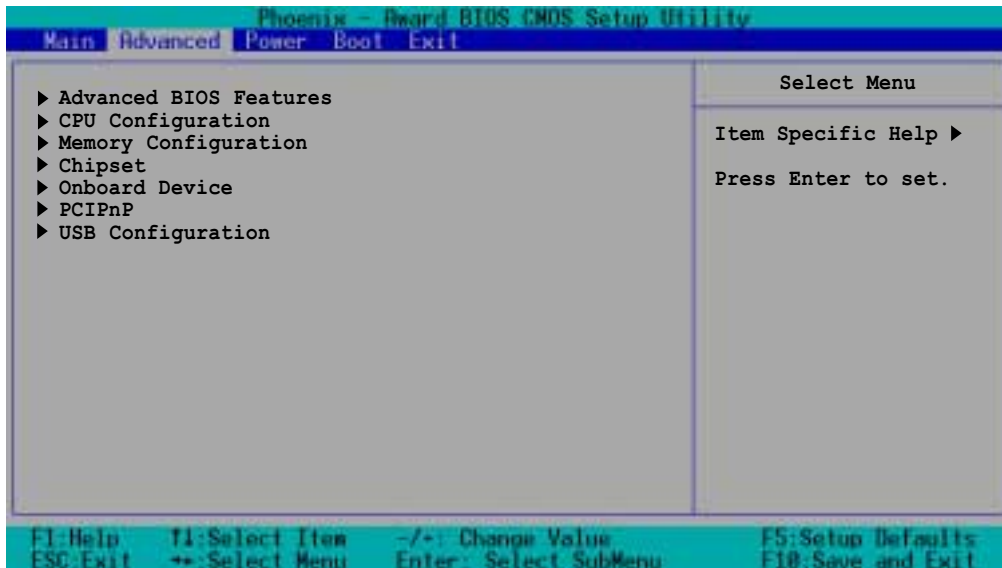 Phoenix - Award BIOS CMOS Setup Utility
Main Advanced Power Boot Exit
Advanced BIOS Features
CPU Configuration
Memory Configuration
Chipset
Onboard Device
PCIPnP
USB Configuration
Select Menu
Item Specific Help
Press Enter to set.
F1:Help ↑↓:Select Item -/+: Change Value F5:Setup Defaults
ESC:Exit ←→:Select Menu Enter: Select SubMenu F10:Save and Exit